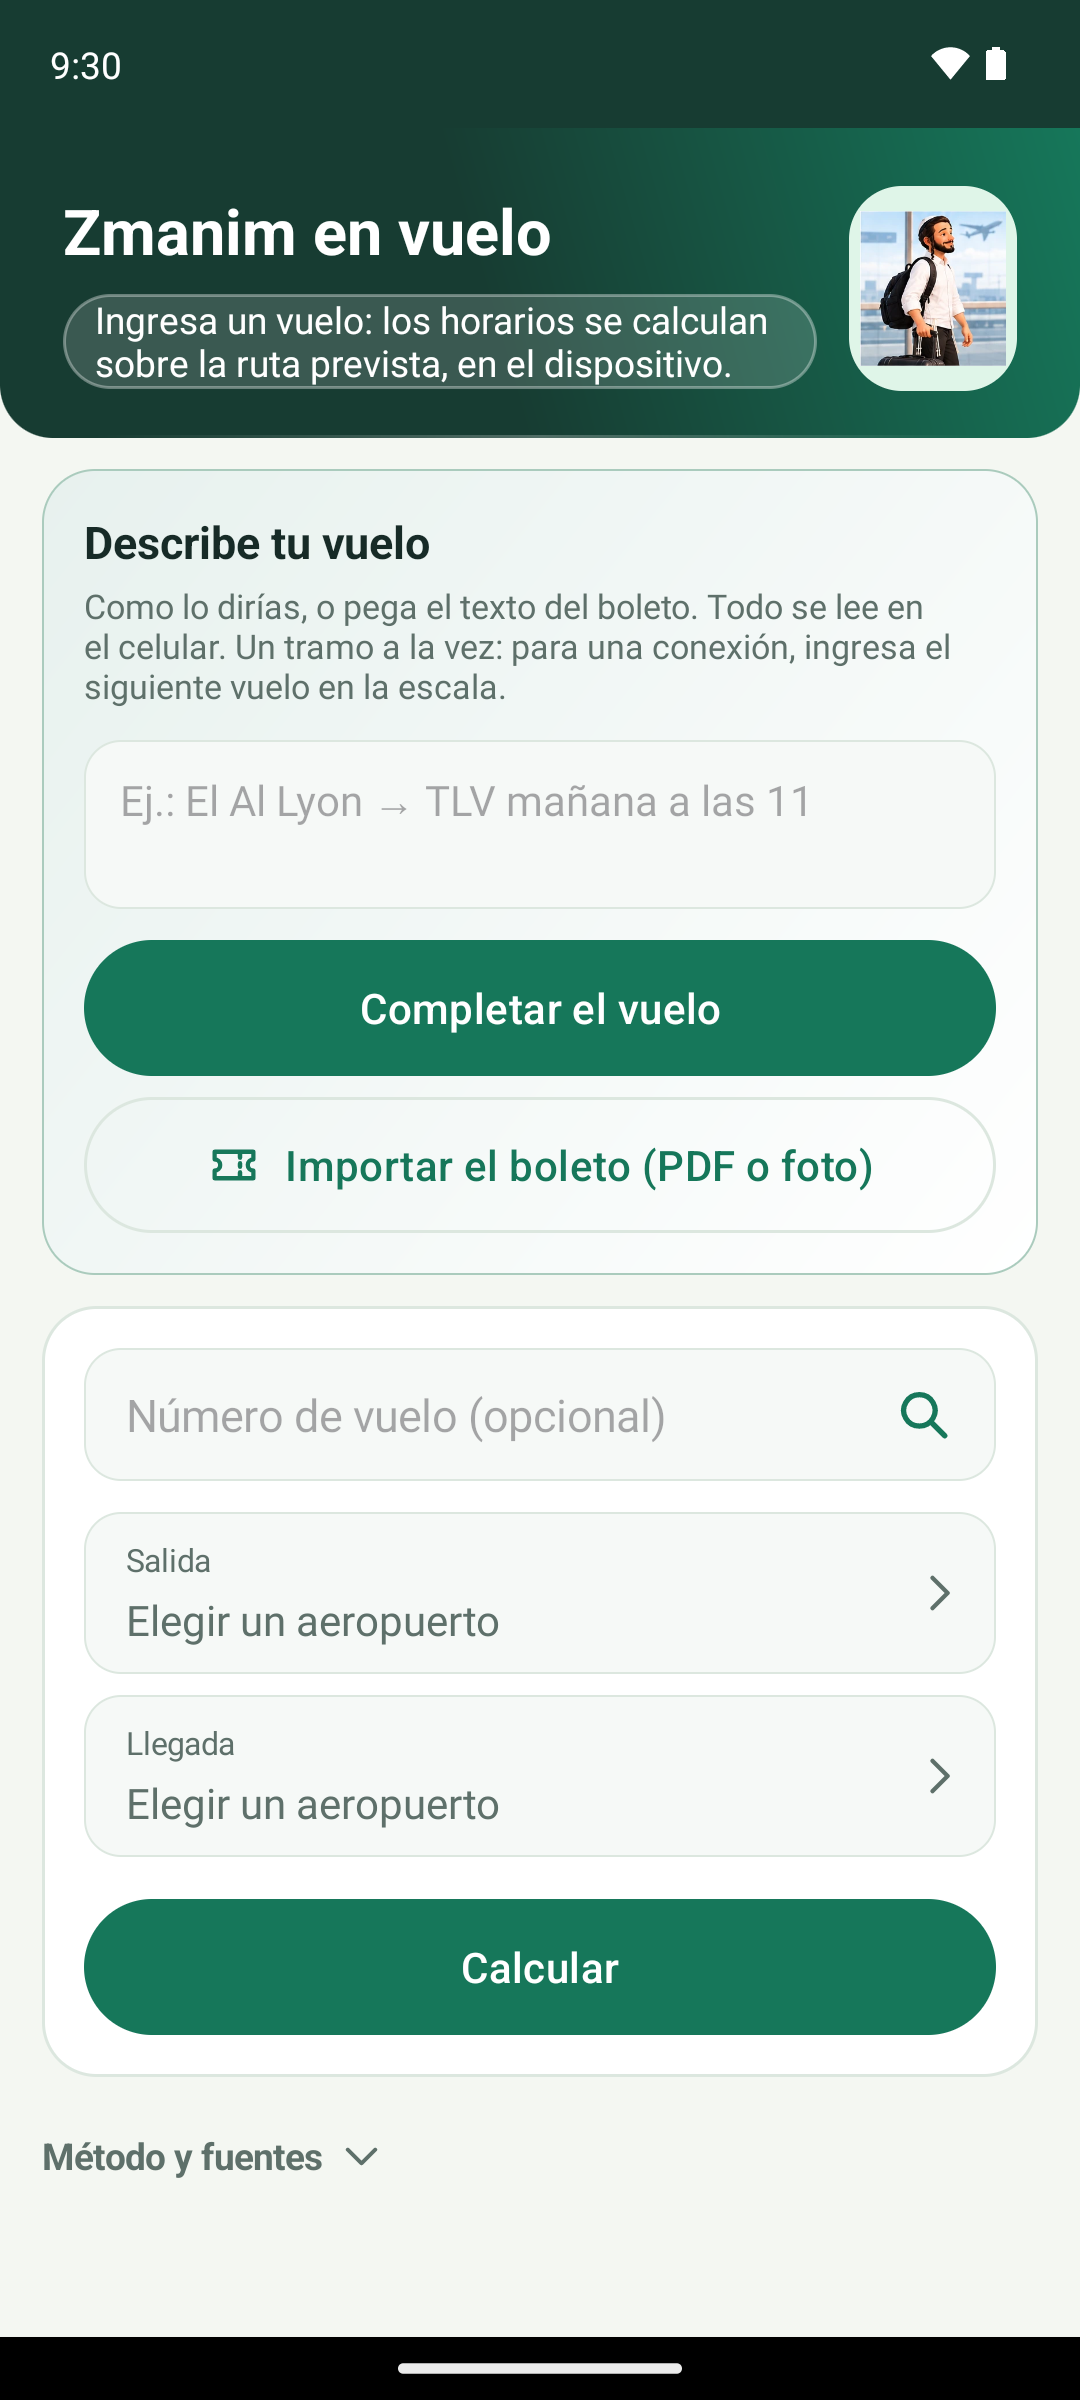 9:30
Zmanim en vuelo
Ingresa un vuelo: los horarios se calculan
sobre la ruta prevista, en el dispositivo.
Describe tu vuelo
Como lo dirías, o pega el texto del boleto. Todo se lee en
el celular. Un tramo a la vez: para una conexión, ingresa el
siguiente vuelo en la escala.
Ej.: El Al Lyon → TLV mañana a las 11
Completar el vuelo
Importar el boleto (PDF o foto)
Número de vuelo (opcional)
Salida
Elegir un aeropuerto
Llegada
Elegir un aeropuerto
Calcular
Método y fuentes